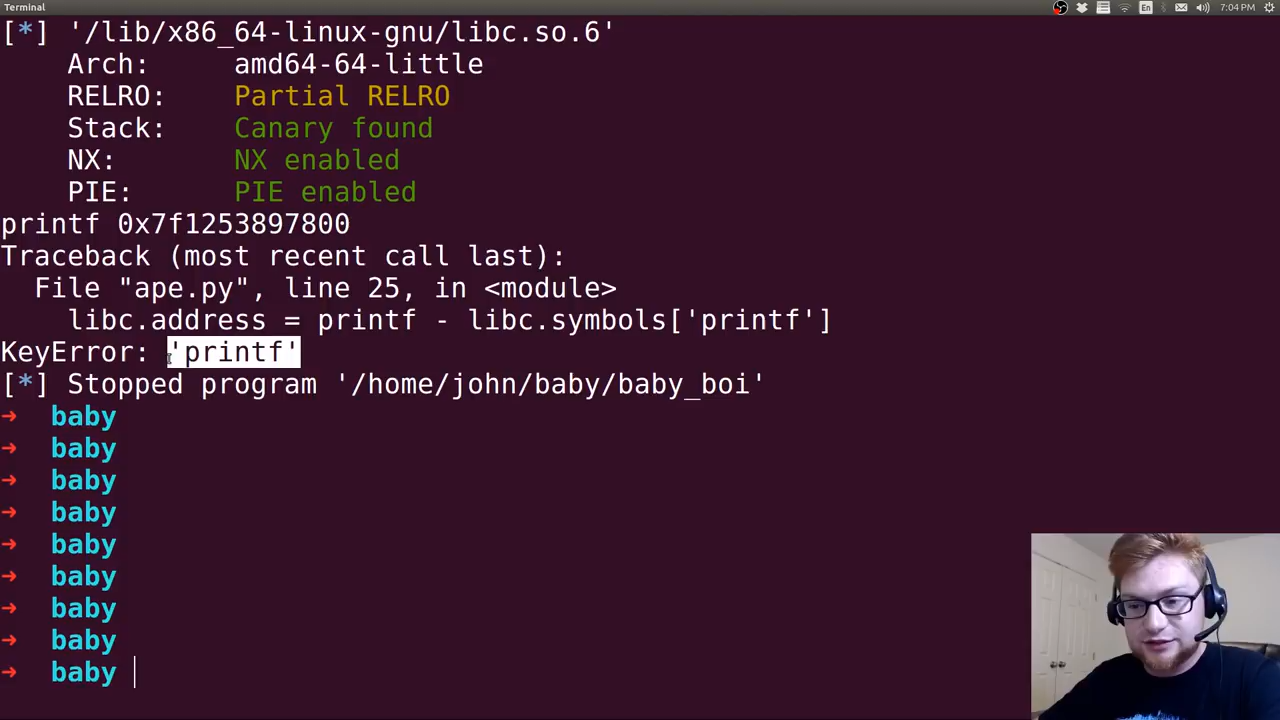 Terminal
En
7:04 PM
[*] '/lib/x86_64-linux-gnu/libc.so.6'
Arch: amd64-64-little
RELRO: Partial RELRO
Stack: Canary found
NX: NX enabled
PIE: PIE enabled
printf 0x7f1253897800
Traceback (most recent call last):
File "ape.py", line 25, in <module>
libc.address = printf - libc.symbols['printf']
KeyError: 'printf'
[*] Stopped program '/home/john/baby/baby_boi'
➜ baby
➜ baby
➜ baby
➜ baby
➜ baby
➜ baby
➜ baby
➜ baby
➜ baby